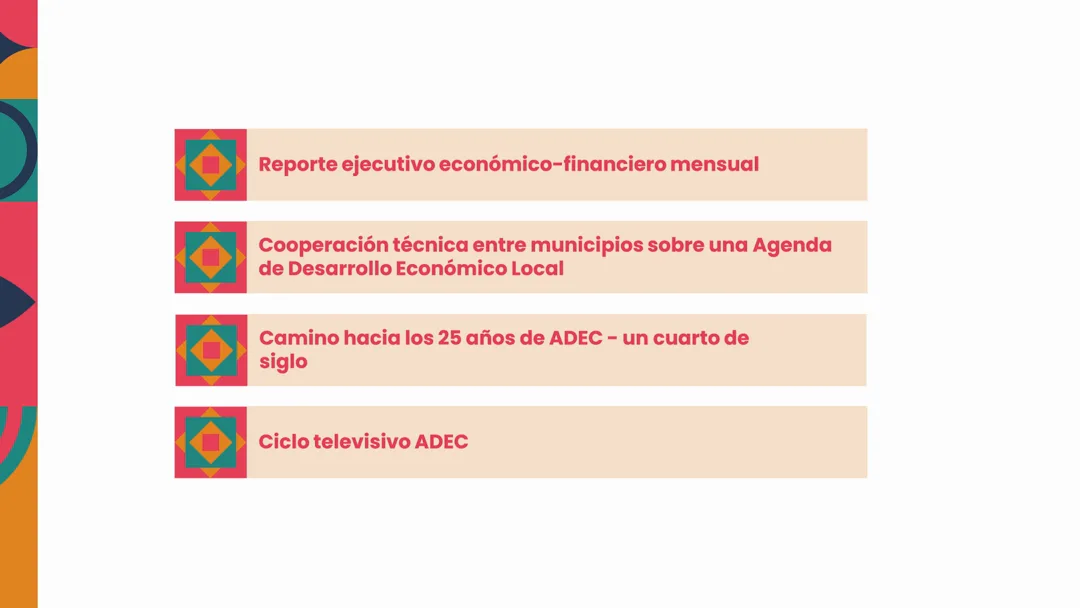 Reporte ejecutivo económico-financiero mensual
Cooperación técnica entre municipios sobre una Agenda
de Desarrollo Económico Local
Camino hacia los 25 años de ADEC - un cuarto de
siglo
Ciclo televisivo ADEC